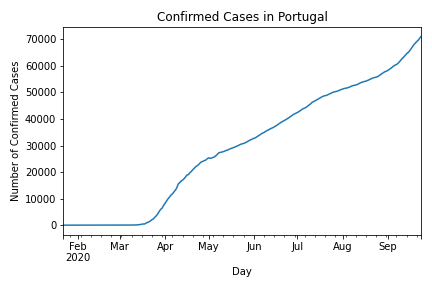 Confirmed Cases in Portugal
70000
60000
50000
40000
30000
20000
10000
0
Number of Confirmed Cases
Feb Mar Apr May Jun Jul Aug Sep
2020
Day